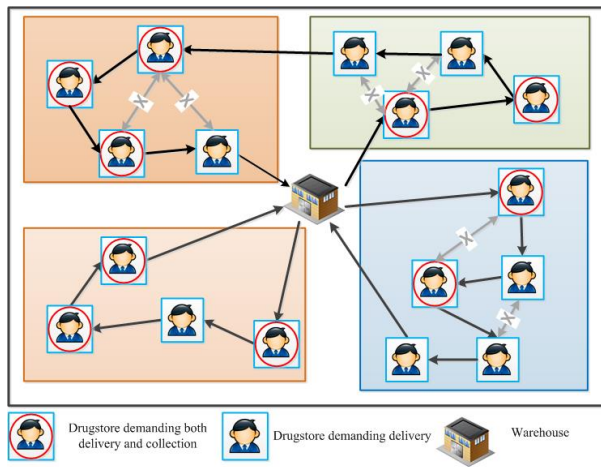 X
X
X
X
X
X
Drugstore demanding both
delivery and collection
Drugstore demanding delivery
Warehouse